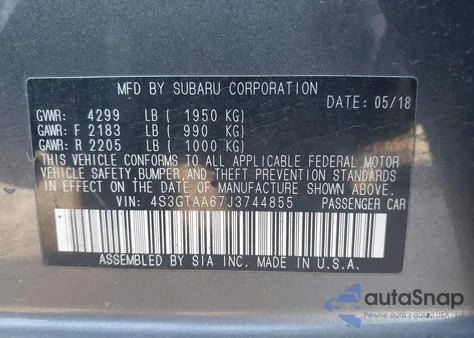 MFD BY SUBARU CORPORATION
DATE: 05/18
GVWR: 4299 LB ( 1950 KG)
GAWR: F 2183 LB ( 990 KG)
GAWR: R 2205 LB ( 1000 KG)
THIS VEHICLE CONFORMS TO ALL APPLICABLE FEDERAL MOTOR
VEHICLE SAFETY,BUMPER,AND THEFT PREVENTION STANDARDS
IN EFFECT ON THE DATE OF MANUFACTURE SHOWN ABOVE.
VIN: 4S3GTAA67J3744855 PASSENGER CAR
ASSEMBLED BY SIA INC. MADE IN U.S.A.
autoSnap
Pewne auto z USA